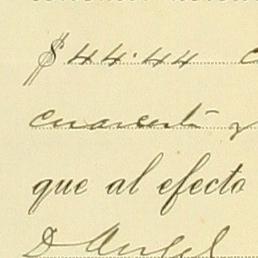 $ 44.44
cuarenta y
que al efecto
D Angel